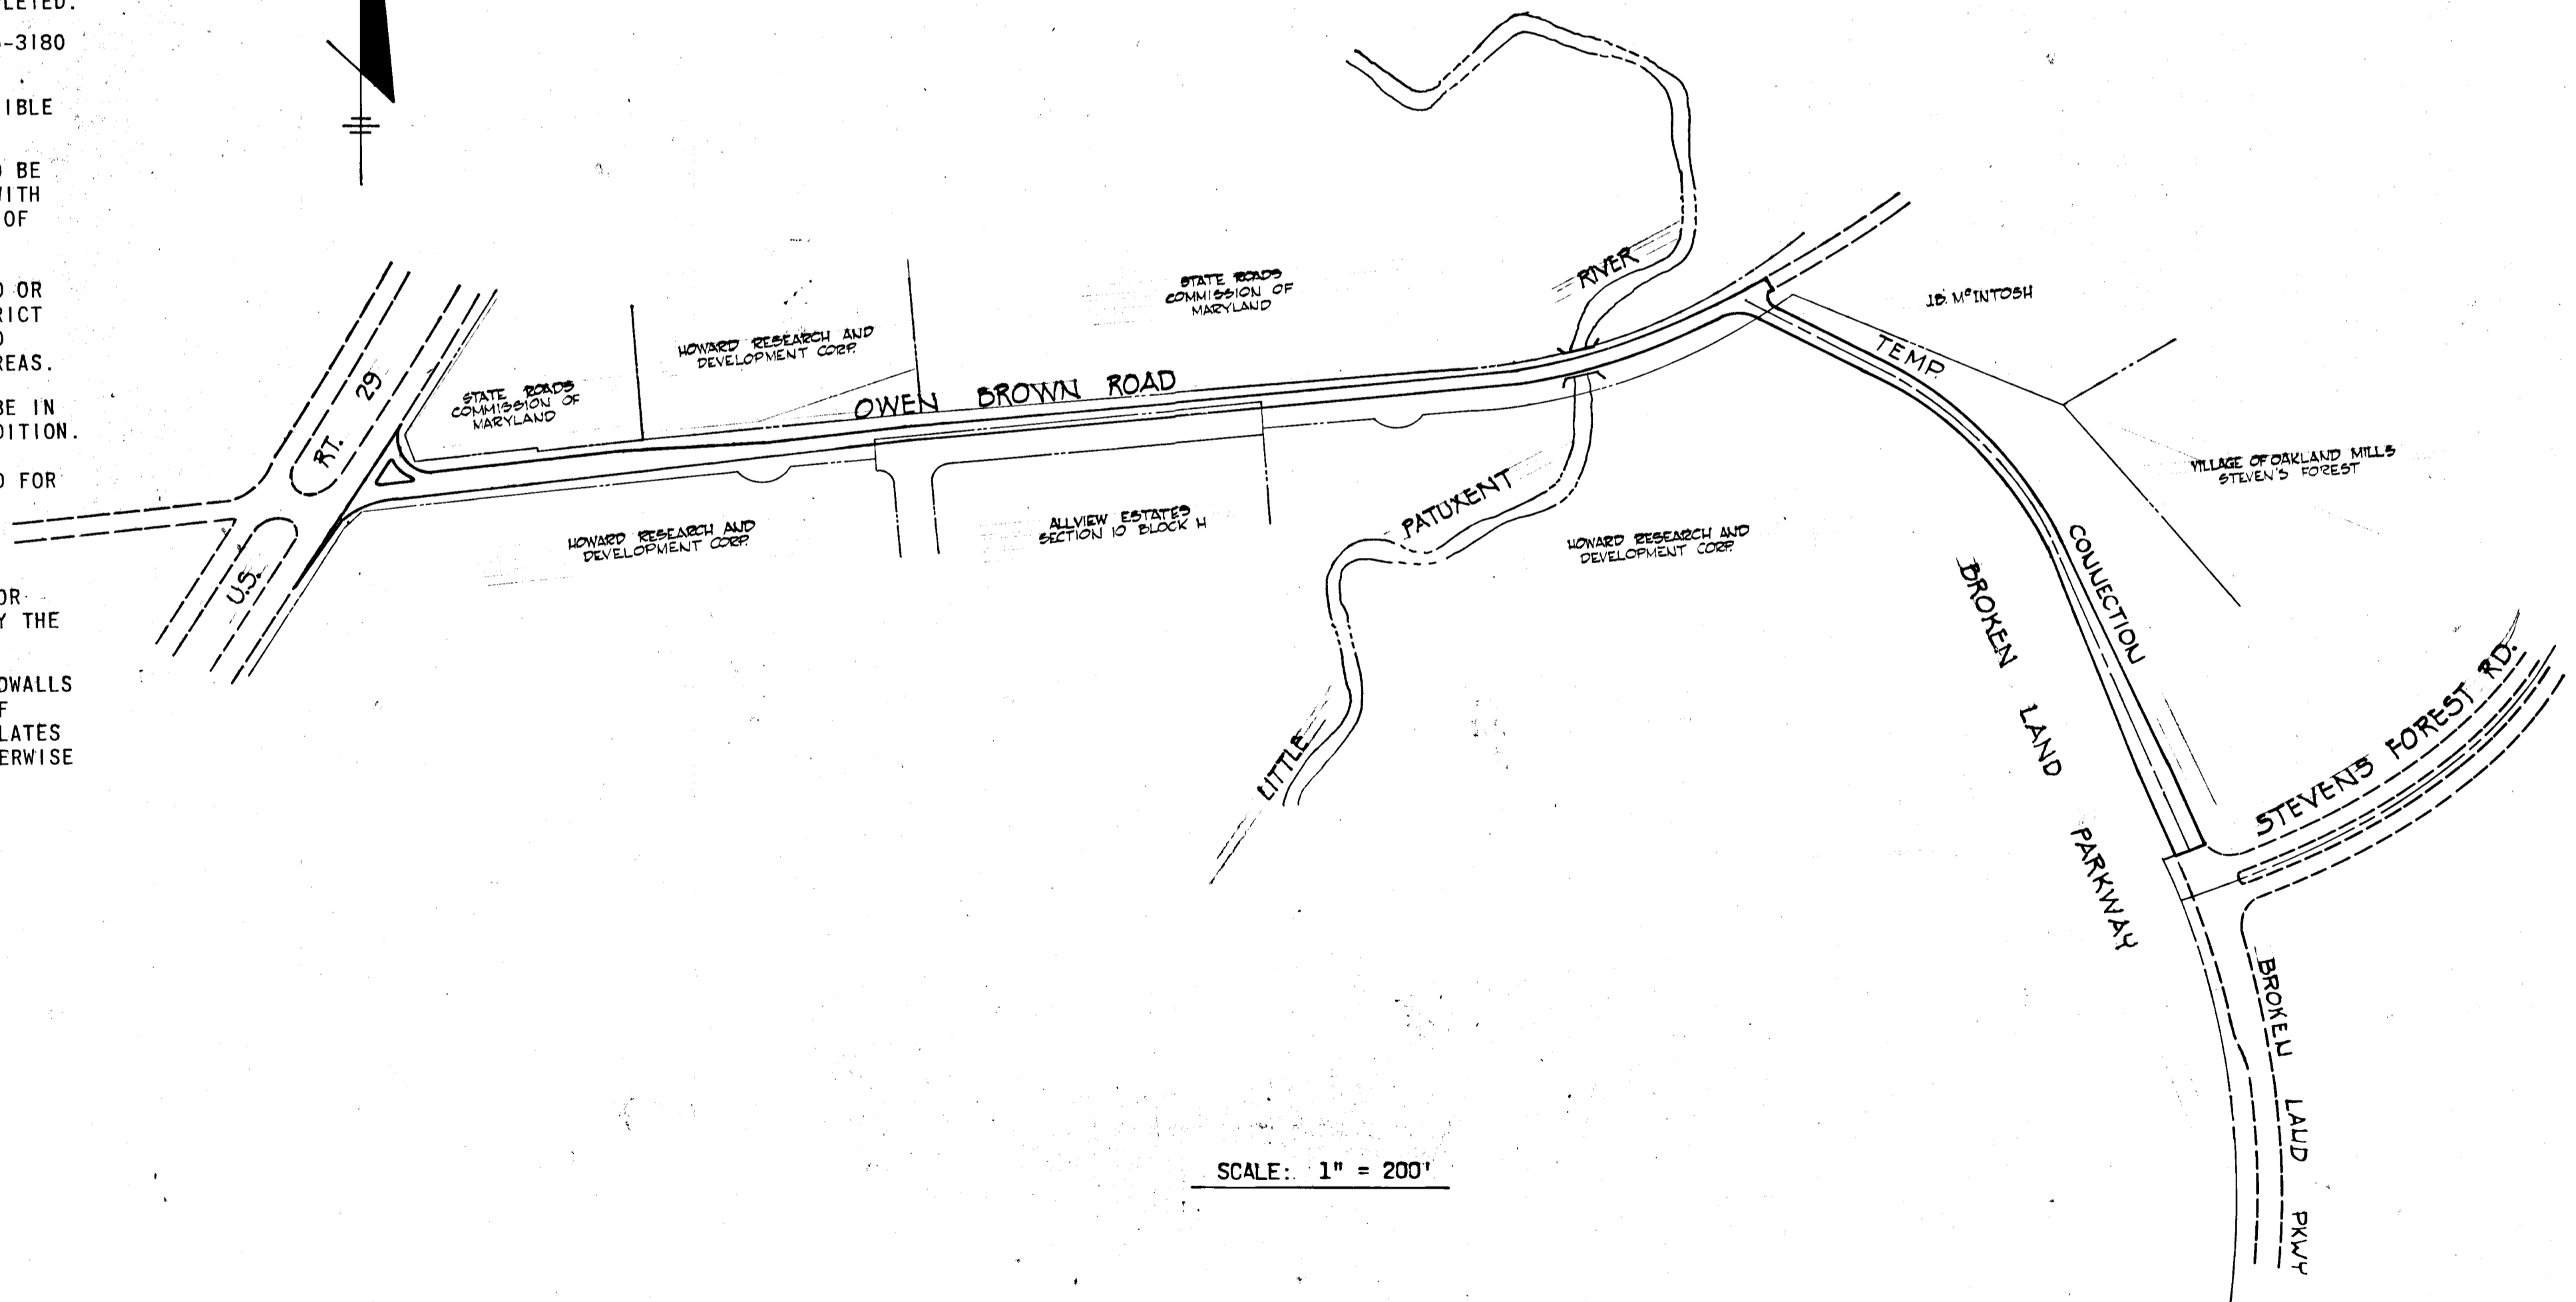 LETED.
-3180
IBLE
BE
WITH
OF
OR
RICT
REAS.
BE IN
DITION.
FOR
OR
Y THE
DWALLS
F
LATES
ERWISE
U.S. RT. 29
STATE ROADS
COMMISSION OF
MARYLAND
HOWARD RESEARCH AND
DEVELOPMENT CORP.
STATE ROADS
COMMISSION OF
MARYLAND
OWEN BROWN ROAD
HOWARD RESEARCH AND
DEVELOPMENT CORP.
ALLVIEW ESTATES
SECTION 10 BLOCK H
LITTLE PATUXENT RIVER
HOWARD RESEARCH AND
DEVELOPMENT CORP.
J.B. McINTOSH
TEMP. CONNECTION
VILLAGE OF OAKLAND MILLS
STEVEN'S FOREST
BROKEN LAND PARKWAY
STEVENS FOREST RD.
BROKEN LAND PKWY
SCALE: 1" = 200'